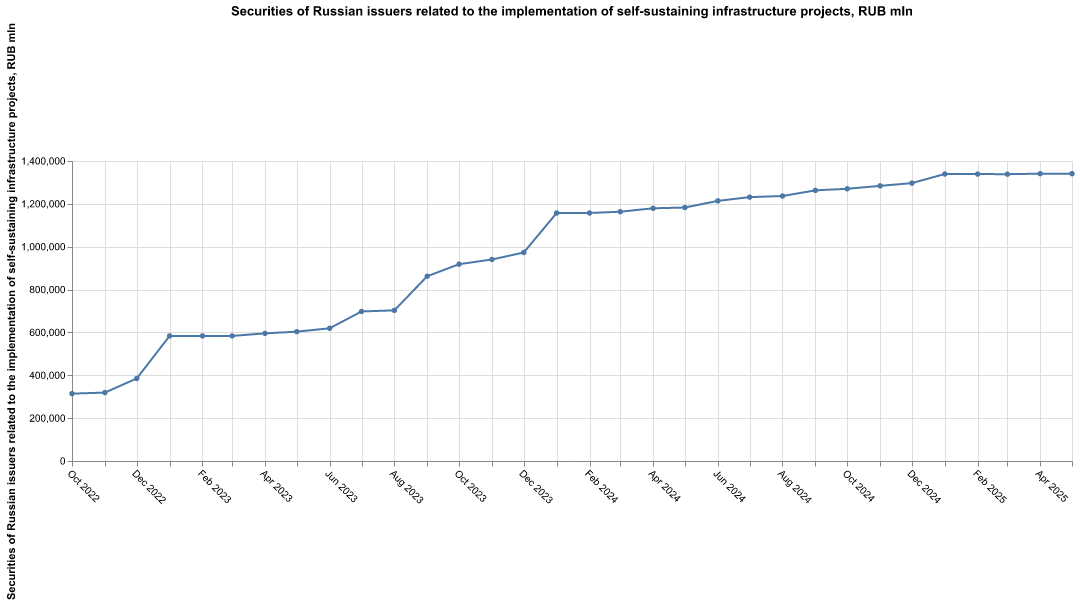 Securities of Russian issuers related to the implementation of self-sustaining infrastructure projects, RUB mln
Securities of Russian issuers related to the implementation of self-sustaining infrastructure projects, RUB mln
1,400,000
1,200,000
1,000,000
800,000
600,000
400,000
200,000
0
Oct 2022
Dec 2022
Feb 2023
Apr 2023
Jun 2023
Aug 2023
Oct 2023
Dec 2023
Feb 2024
Apr 2024
Jun 2024
Aug 2024
Oct 2024
Dec 2024
Feb 2025
Apr 2025